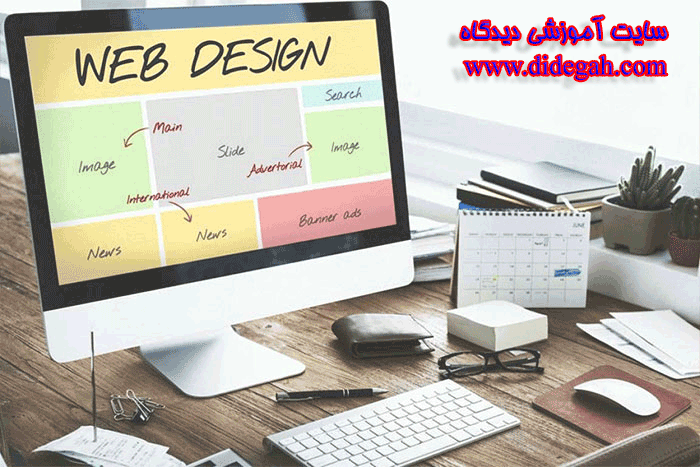 سایت آموزشی دیدگاه
www.didegah.com
WEB DESIGN
Search
Main
Image
Slide
Advertorial
Image
International
News
News
Banner ads
JUNE